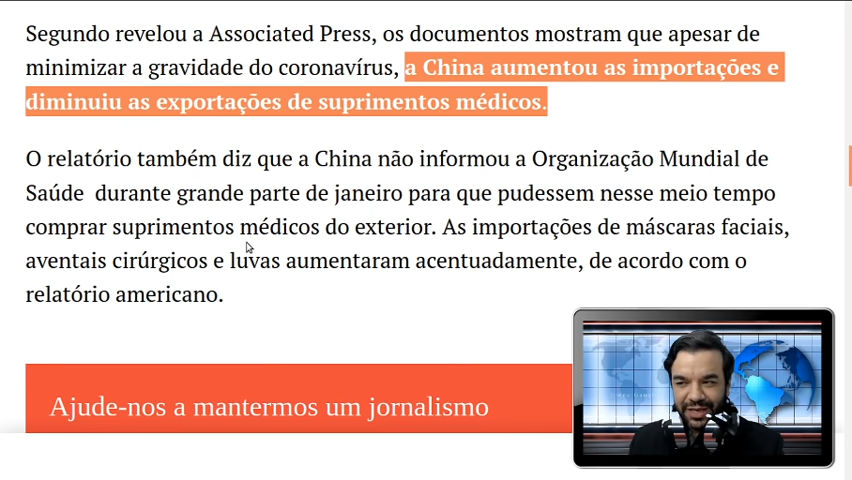 Segundo revelou a Associated Press, os documentos mostram que apesar de
minimizar a gravidade do coronavírus, a China aumentou as importações e
diminuiu as exportações de suprimentos médicos.
O relatório também diz que a China não informou a Organização Mundial de
Saúde durante grande parte de janeiro para que pudessem nesse meio tempo
comprar suprimentos médicos do exterior. As importações de máscaras faciais,
aventais cirúrgicos e luvas aumentaram acentuadamente, de acordo com o
relatório americano.
Ajude-nos a mantermos um jornalismo